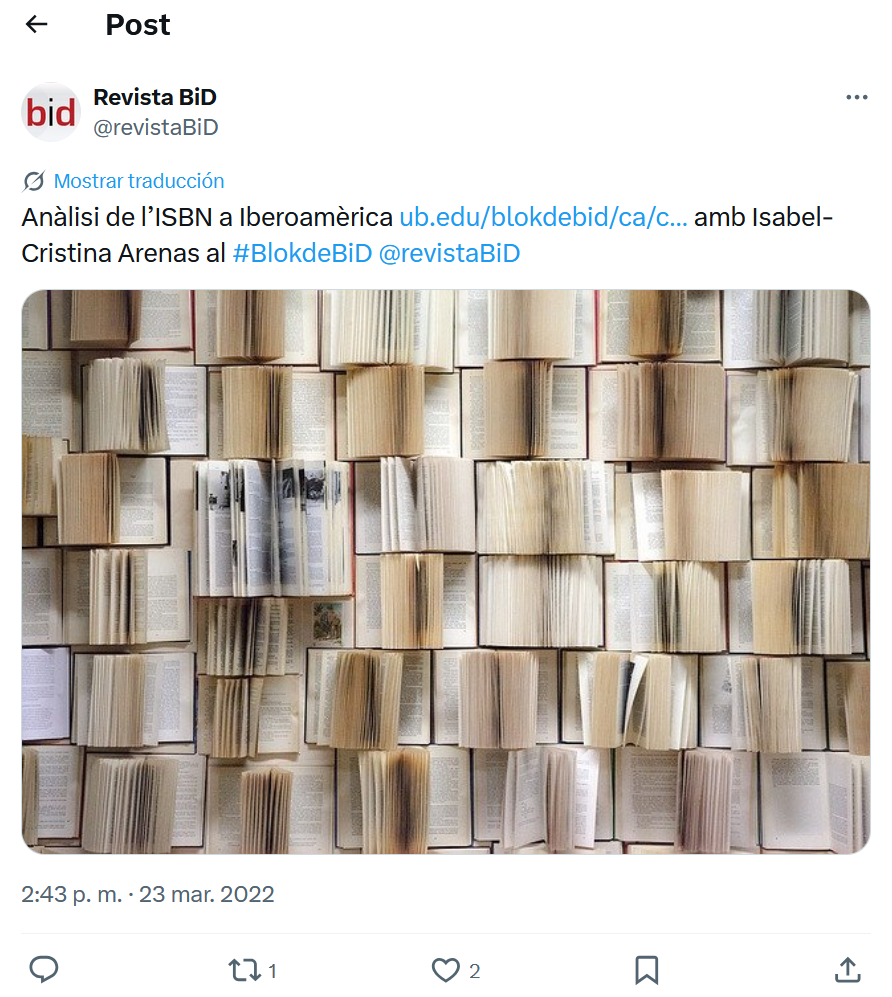 Post
bid
Revista BiD
@revistaBiD
Mostrar traducción
Anàlisi de l’ISBN a Iberoamèrica ub.edu/blokdebid/ca/c... amb Isabel-
Cristina Arenas al #BlokdeBiD @revistaBiD
2:43 p. m. · 23 mar. 2022
1
2